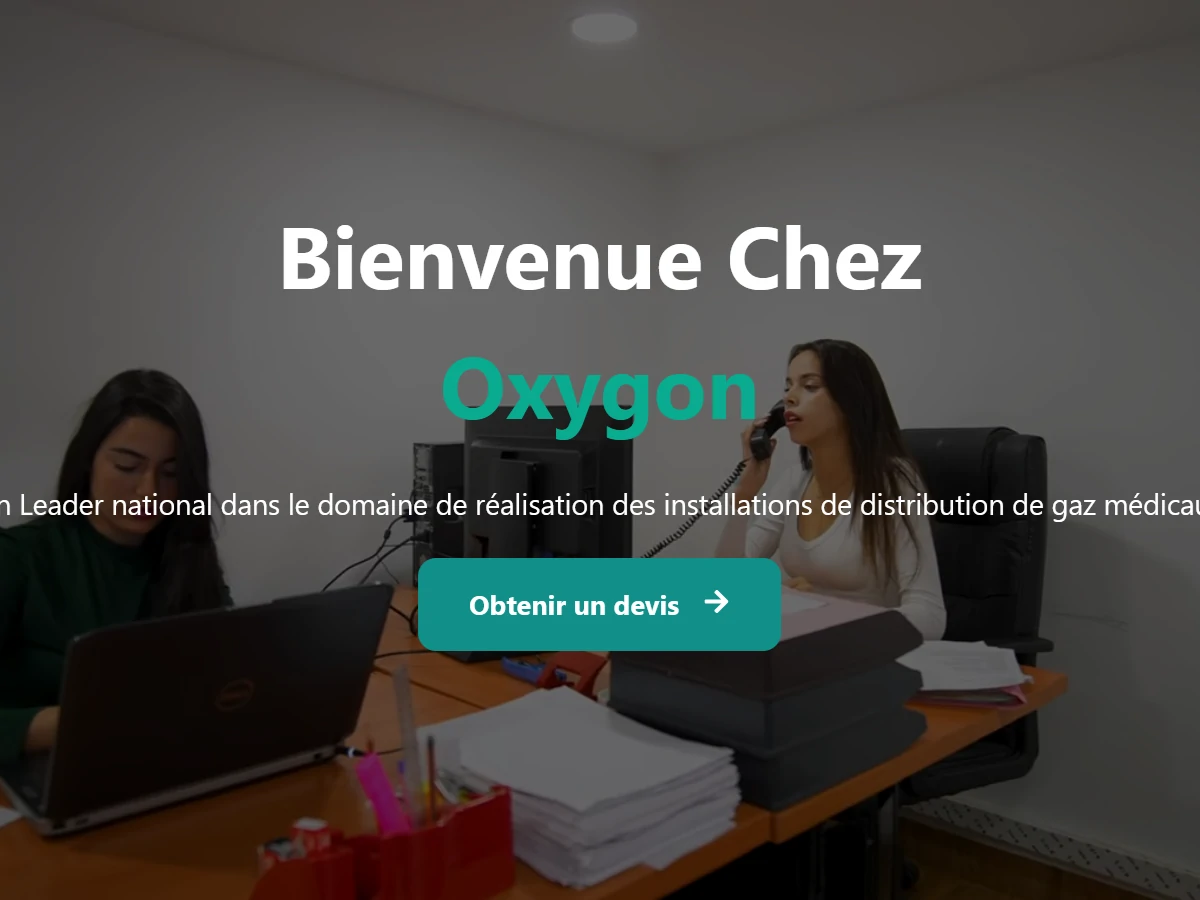 Bienvenue Chez
Oxygon
Leader national dans le domaine de réalisation des installations de distribution de gaz
Obtenir un devis